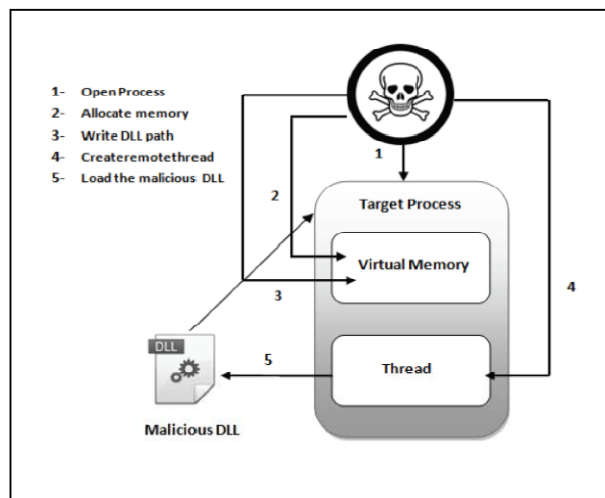 1- Open Process
2- Allocate memory
3- Write DLL path
4- Createremotethread
5- Load the malicious DLL
1
Target Process
2
Virtual Memory
3
4
DLL
5
Thread
Malicious DLL